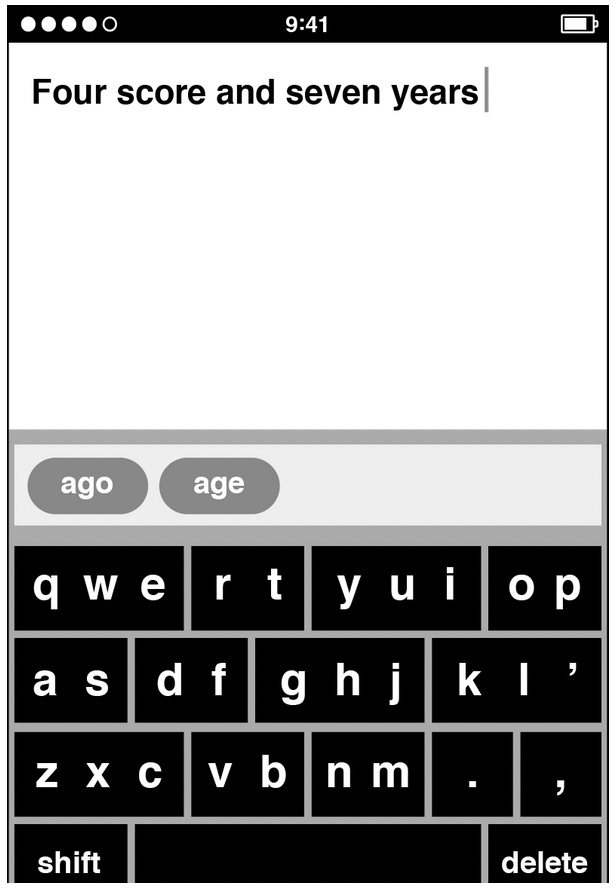 9:41
Four score and seven years
ago age
q w e r t y u i o p
a s d f g h j k l ’
z x c v b n m . ,
shift delete